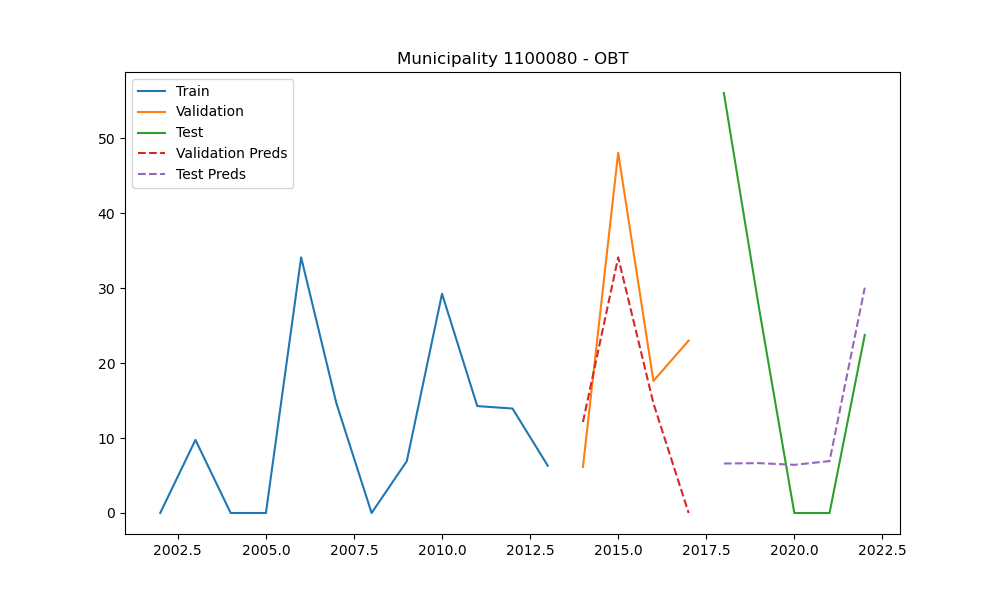 Municipality 1100080 - OBT
Train
Validation
Test
Validation Preds
Test Preds
50
40
30
20
10
0
2002.5 2005.0 2007.5 2010.0 2012.5 2015.0 2017.5 2020.0 2022.5